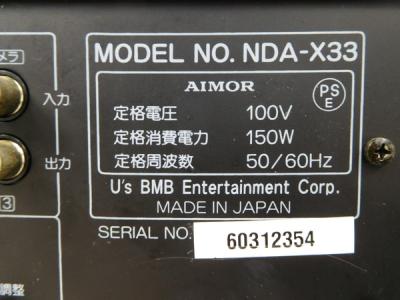 MODEL NO. NDA-X33
AIMOR
PS
E
定格電圧 100V
定格消費電力 150W
定格周波数 50/60Hz
U's BMB Entertainment Corp.
MADE IN JAPAN
SERIAL NO. 60312354
メラ
入力
出力
3
調整